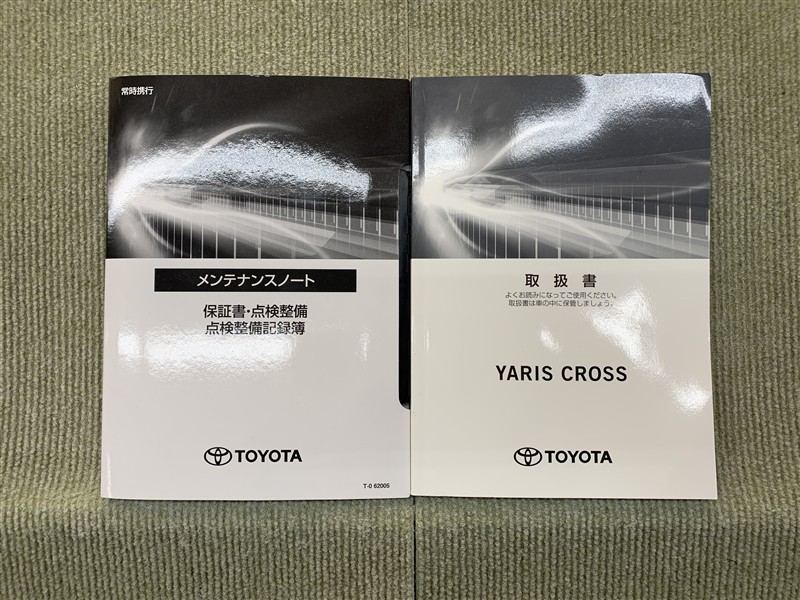 常時携行
メンテナンスノート
保証書・点検整備
点検整備記録簿
TOYOTA
T-0 62005
取扱書
よくお読みになってご使用ください。
取扱書は車の中に保管しましょう。
YARIS CROSS
TOYOTA